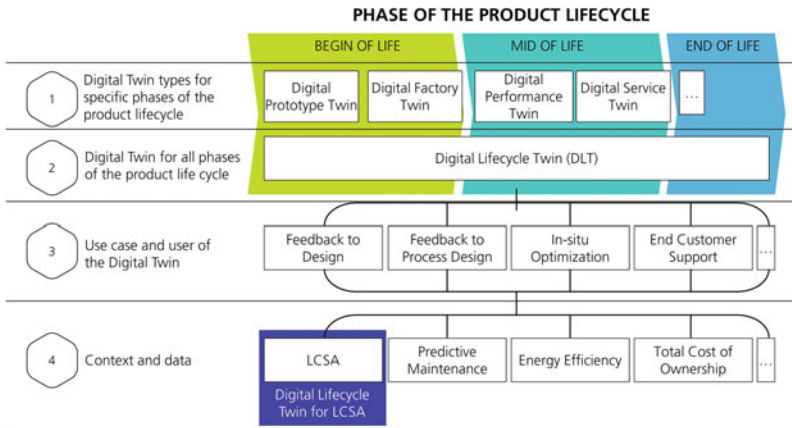 PHASE OF THE PRODUCT LIFECYCLE
BEGIN OF LIFE
MID OF LIFE
END OF LIFE
1
Digital Twin types for
specific phases of the
product lifecycle
Digital
Prototype Twin
Digital Factory
Twin
Digital
Performance
Twin
Digital Service
Twin
...
2
Digital Twin for all phases
of the product life cycle
Digital Lifecycle Twin (DLT)
3
Use case and user of
the Digital Twin
Feedback to
Design
Feedback to
Process Design
In-situ
Optimization
End Customer
Support
...
4
Context and data
LCSA
Digital Lifecycle
Twin for LCSA
Predictive
Maintenance
Energy Efficiency
Total Cost of
Ownership
...